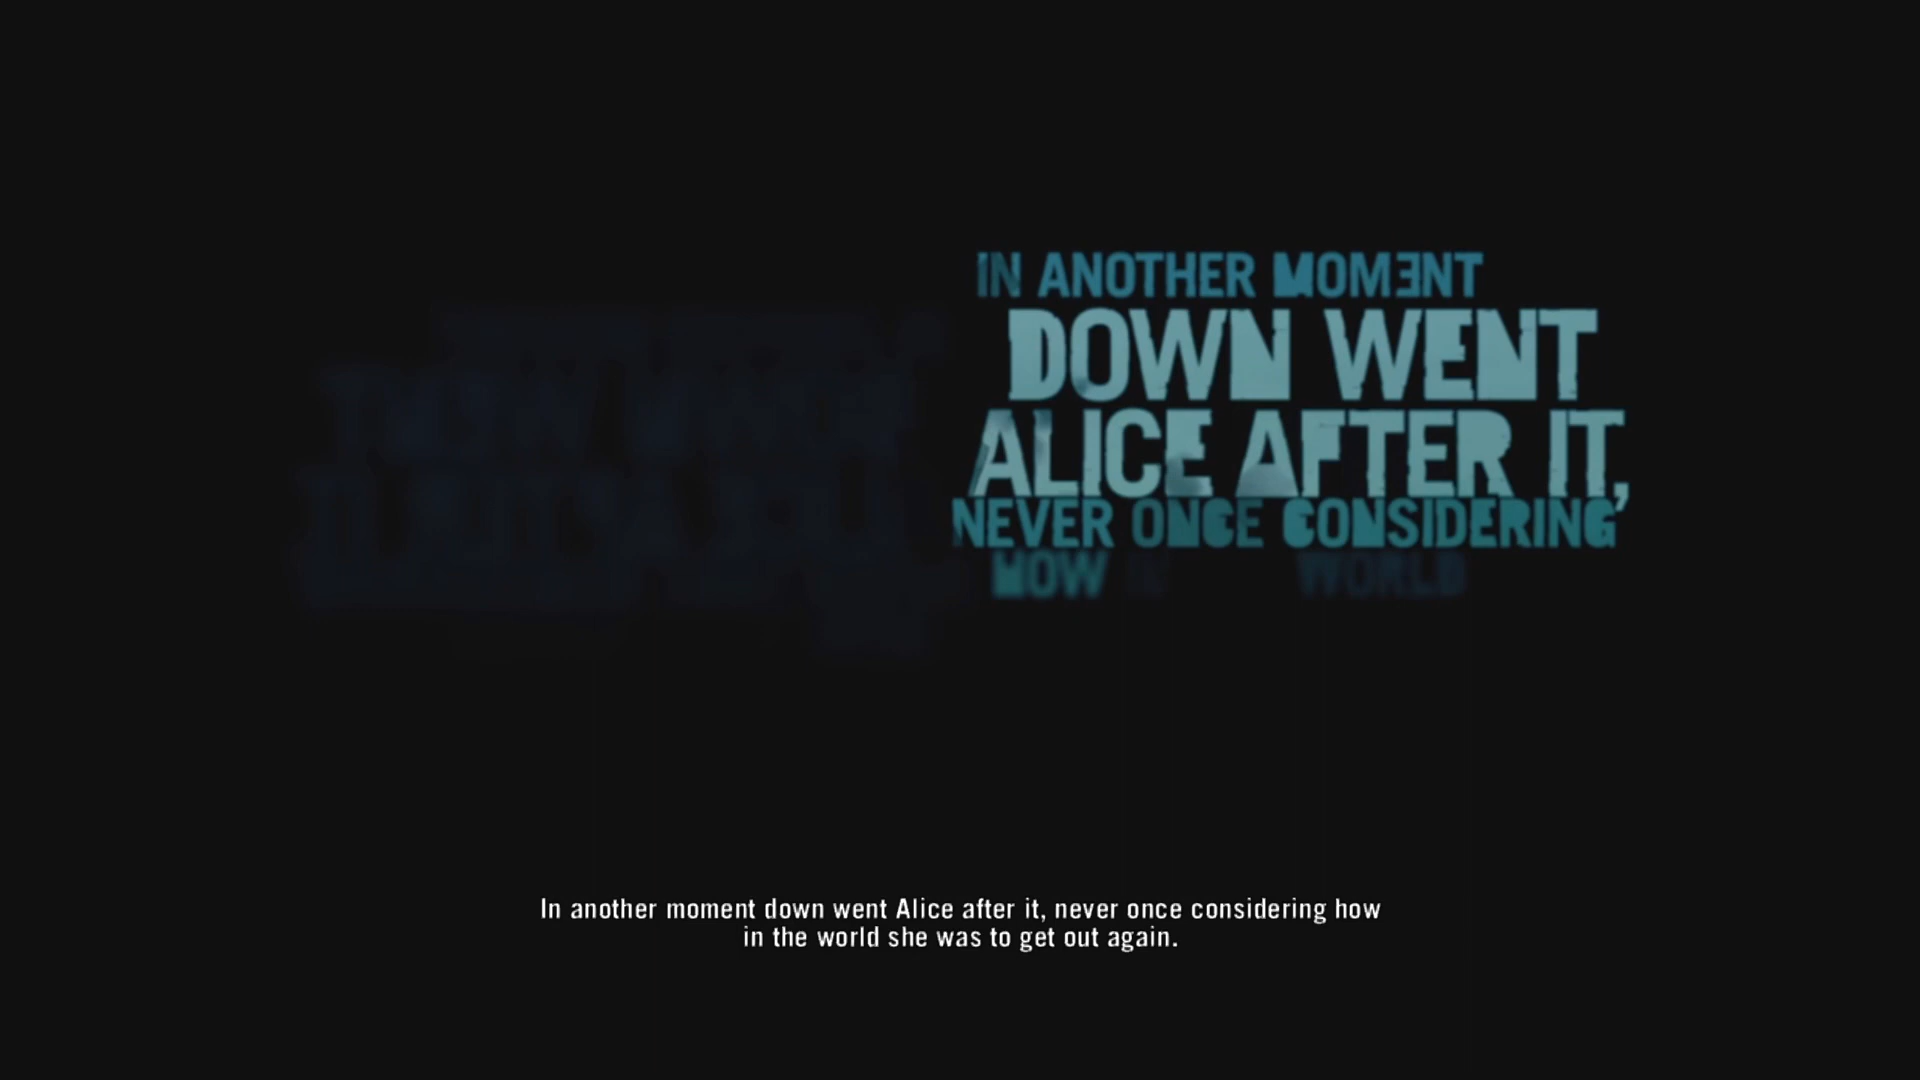 IN ANOTHER MOMENT
DOWN WENT
ALICE AFTER IT,
NEVER ONCE CONSIDERING
HOW WORLD
In another moment down went Alice after it, never once considering how
in the world she was to get out again.